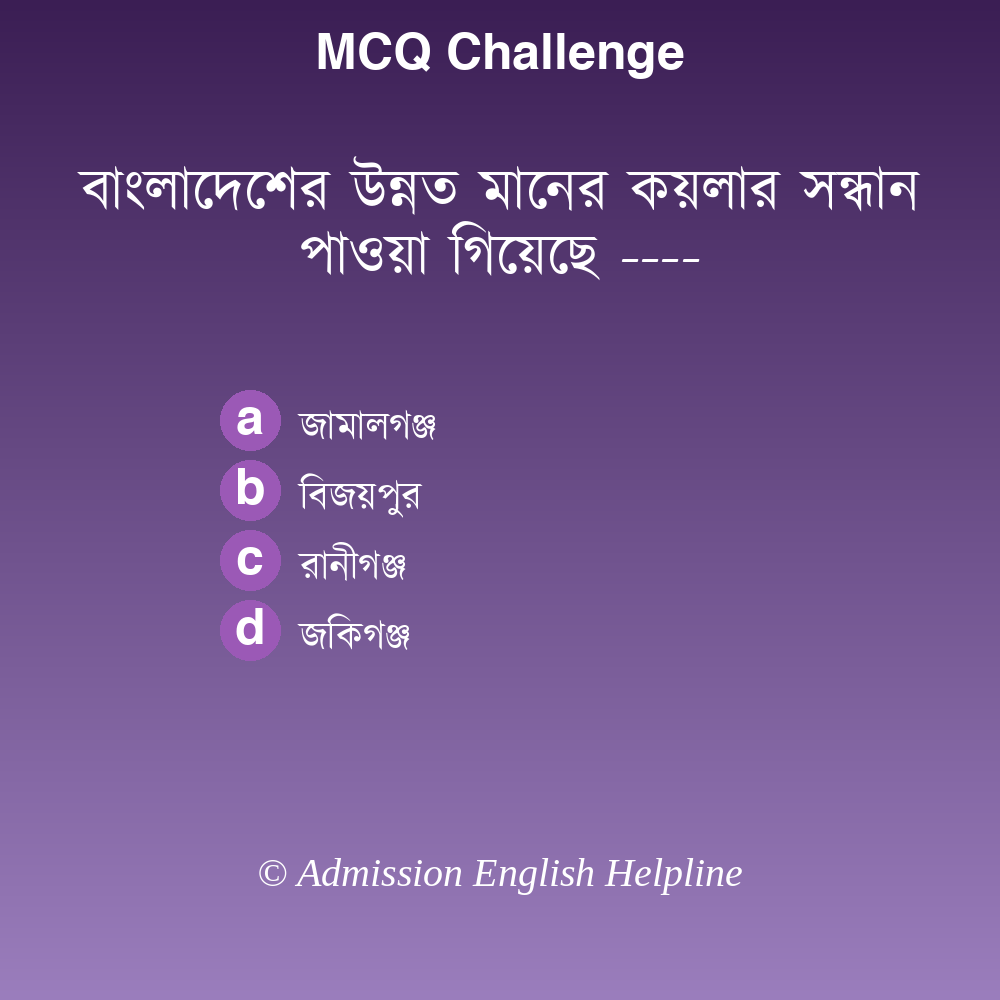 MCQ Challenge
বাংলাদেশের উন্নত মানের কয়লার সন্ধান
পাওয়া গিয়েছে ----
a জামালগঞ্জ
b বিজয়পুর
c রানীগঞ্জ
d জকিগঞ্জ
© Admission English Helpline